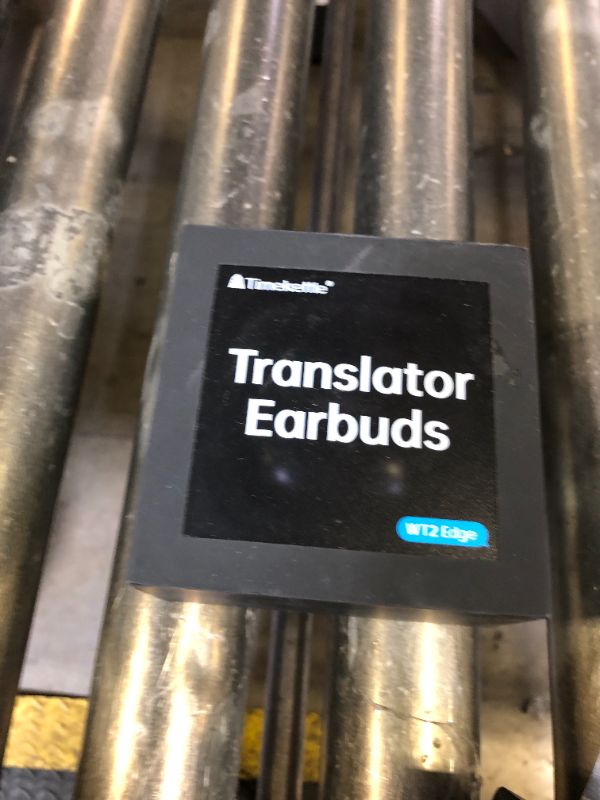 Timekettle®
Translator
Earbuds
WT2 Edge